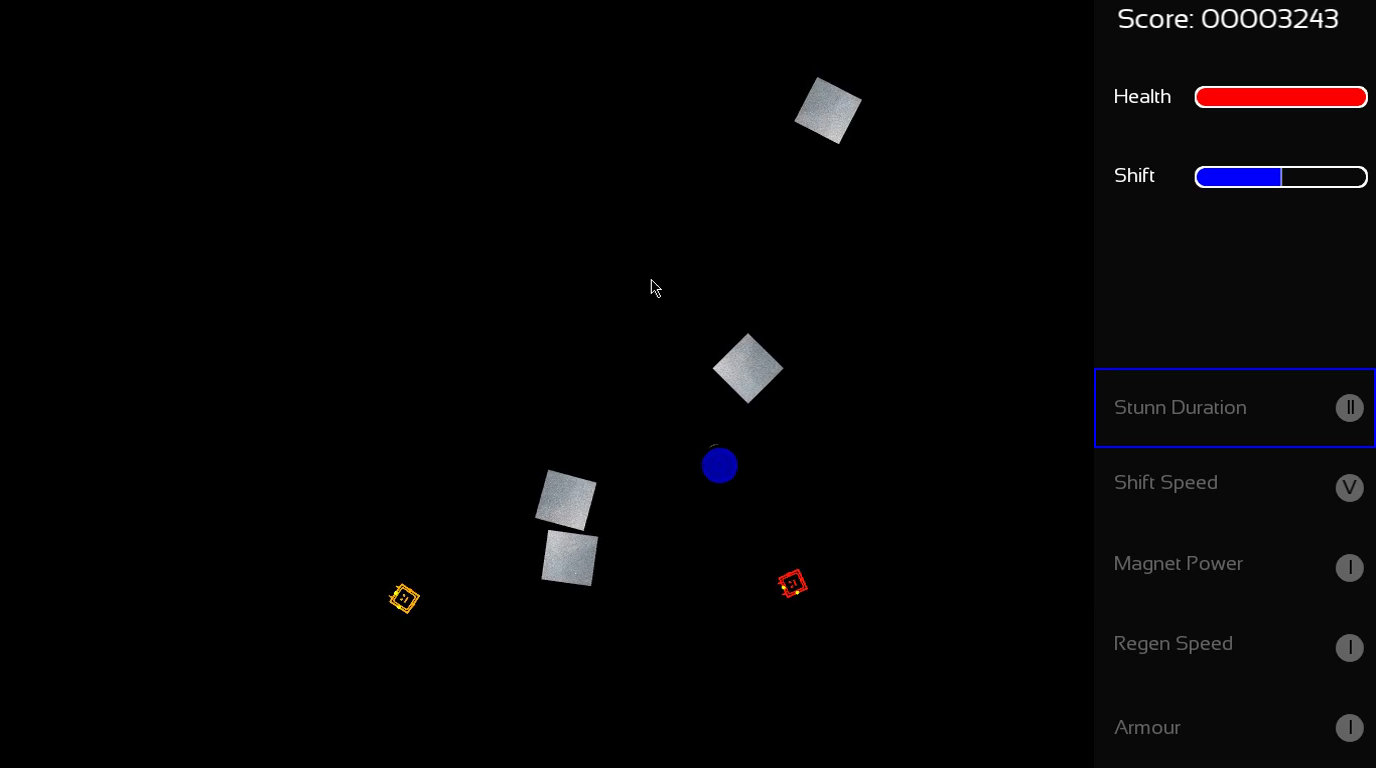 Score: 00003243
Health
Shift
Stunn Duration II
Shift Speed V
Magnet Power I
Regen Speed I
Armour I